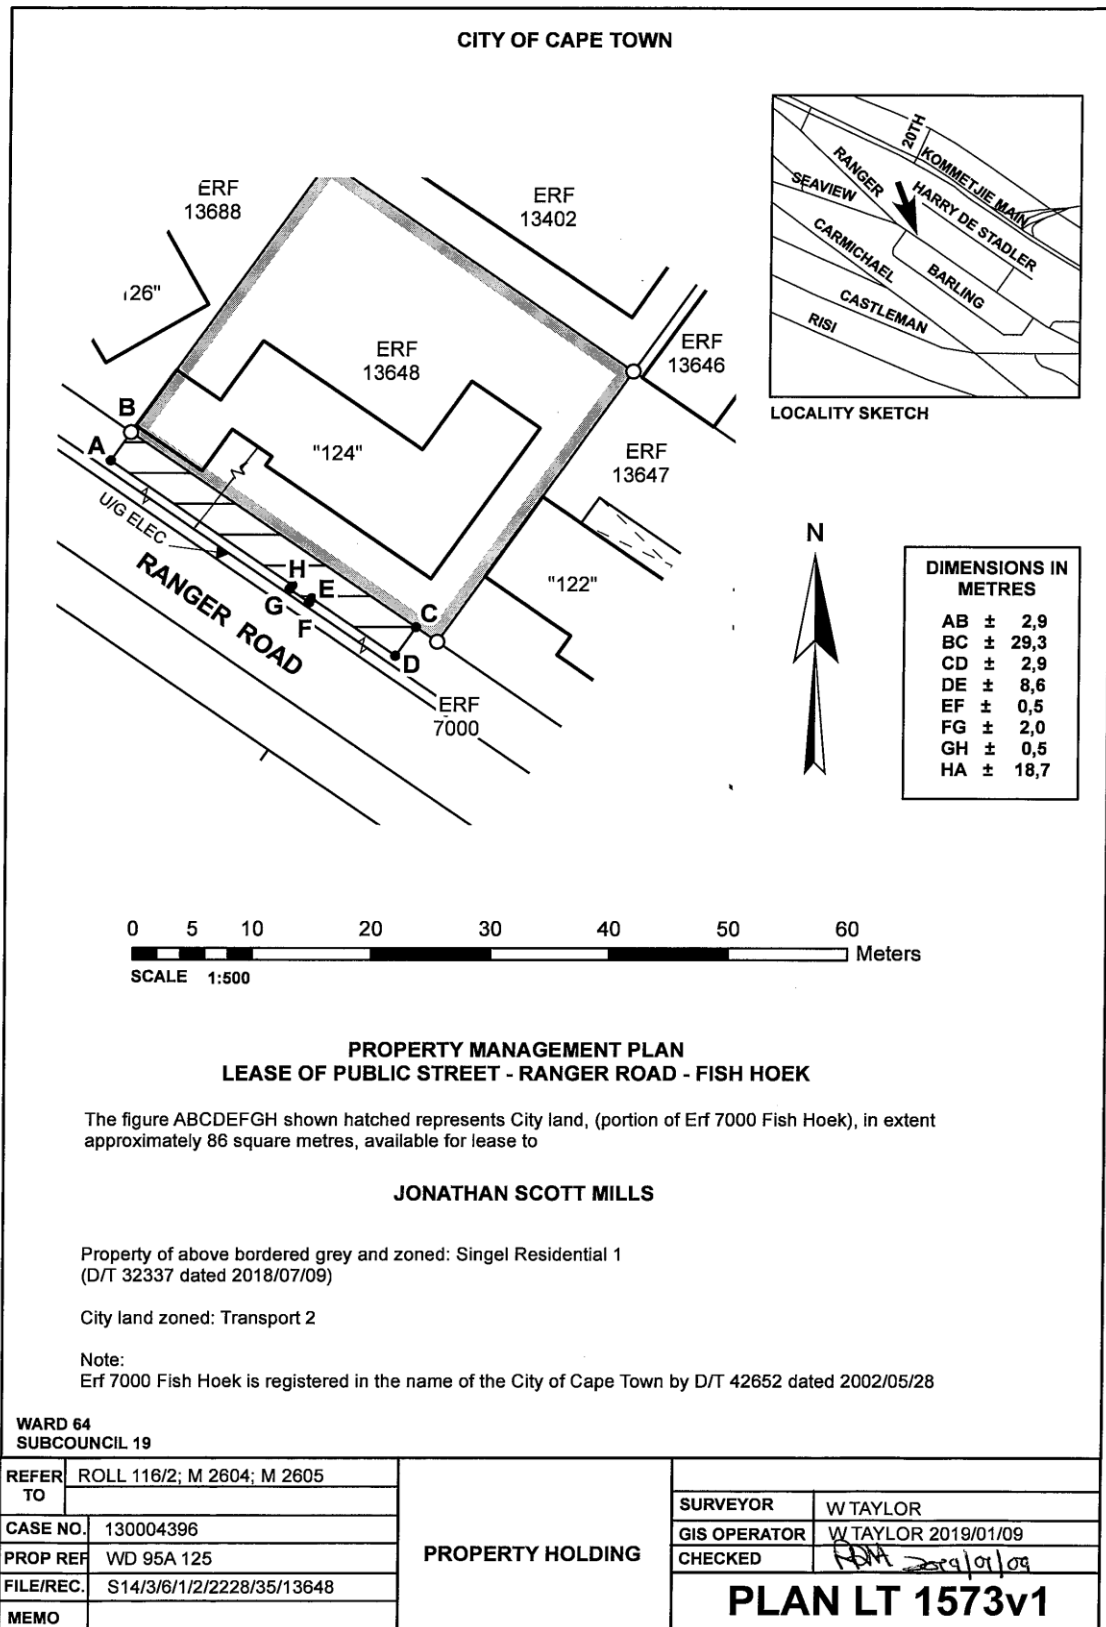 CITY OF CAPE TOWN
20TH
KOMMETJIE MAIN
RANGER
HARRY DE STADLER
SEAVIEW
CARMICHAEL
BARLING
CASTLEMAN
RISI
LOCALITY SKETCH
ERF
13688
ERF
13402
ERF
13648
ERF
13646
ERF
13647
"124"
"122"
B
A
U/G ELEC
RANGER ROAD
H
G
E
F
C
D
ERF
7000
N
DIMENSIONS IN
METRES
AB ± 2,9
BC ± 29,3
CD ± 2,9
DE ± 8,6
EF ± 0,5
FG ± 2,0
GH ± 0,5
HA ± 18,7
0 5 10 20 30 40 50 60 Meters
SCALE 1:500
PROPERTY MANAGEMENT PLAN
LEASE OF PUBLIC STREET - RANGER ROAD - FISH HOEK
The figure ABCDEFGH shown hatched represents City land, (portion of Erf 7000 Fish Hoek), in extent
approximately 86 square metres, available for lease to
JONATHAN SCOTT MILLS
Property of above bordered grey and zoned: Singel Residential 1
(D/T 32337 dated 2018/07/09)
City land zoned: Transport 2
Note:
Erf 7000 Fish Hoek is registered in the name of the City of Cape Town by D/T 42652 dated 2002/05/28
WARD 64
SUBCOUNCIL 19
REFER TO ROLL 116/2; M 2604; M 2605
CASE NO. 130004396
PROP REF WD 95A 125
FILE/REC. S14/3/6/1/2/2228/35/13648
MEMO
PROPERTY HOLDING
SURVEYOR W TAYLOR
GIS OPERATOR W TAYLOR 2019/01/09
CHECKED 2019/01/09
PLAN LT 1573v1